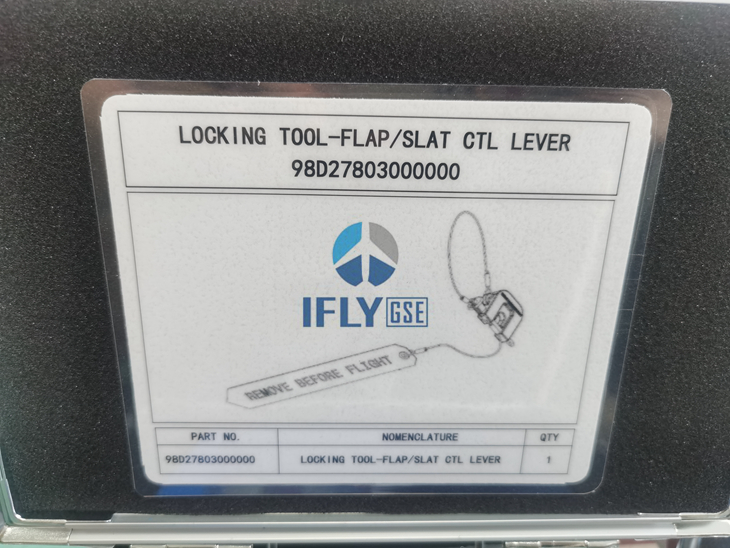 LOCKING TOOL-FLAP/SLAT CTL LEVER
98D27803000000
IFLY GSE
REMOVE BEFORE FLIGHT
PART NO. NOMENCLATURE QTY
98D27803000000 LOCKING TOOL-FLAP/SLAT CTL LEVER 1